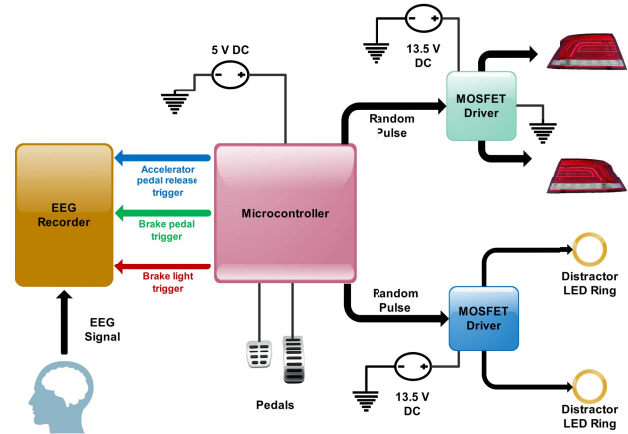 5 V DC
13.5 V
DC
MOSFET
Driver
Random
Pulse
Accelerator
pedal release
trigger
EEG
Recorder
Microcontroller
Brake pedal
trigger
Brake light
trigger
Random
Pulse
MOSFET
Driver
Distractor
LED Ring
EEG
Signal
13.5 V
DC
Pedals
Distractor
LED Ring